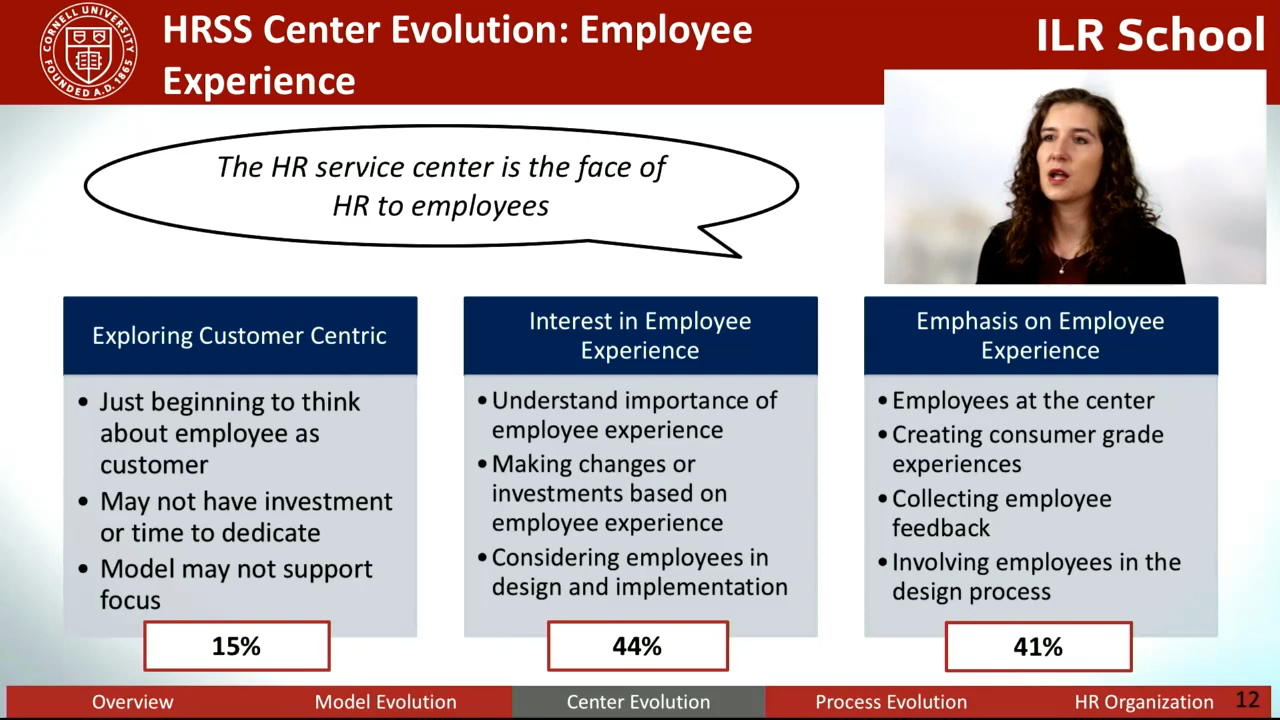 CORNELL UNIVERSITY
FOUNDED A.D. 1865
HRSS Center Evolution: Employee
Experience
ILR School
The HR service center is the face of
HR to employees
Exploring Customer Centric
• Just beginning to think
about employee as
customer
• May not have investment
or time to dedicate
• Model may not support
focus
15%
Interest in Employee
Experience
• Understand importance of
employee experience
• Making changes or
investments based on
employee experience
• Considering employees in
design and implementation
44%
Emphasis on Employee
Experience
• Employees at the center
• Creating consumer grade
experiences
• Collecting employee
feedback
• Involving employees in the
design process
41%
Overview
Model Evolution
Center Evolution
Process Evolution
HR Organization
12